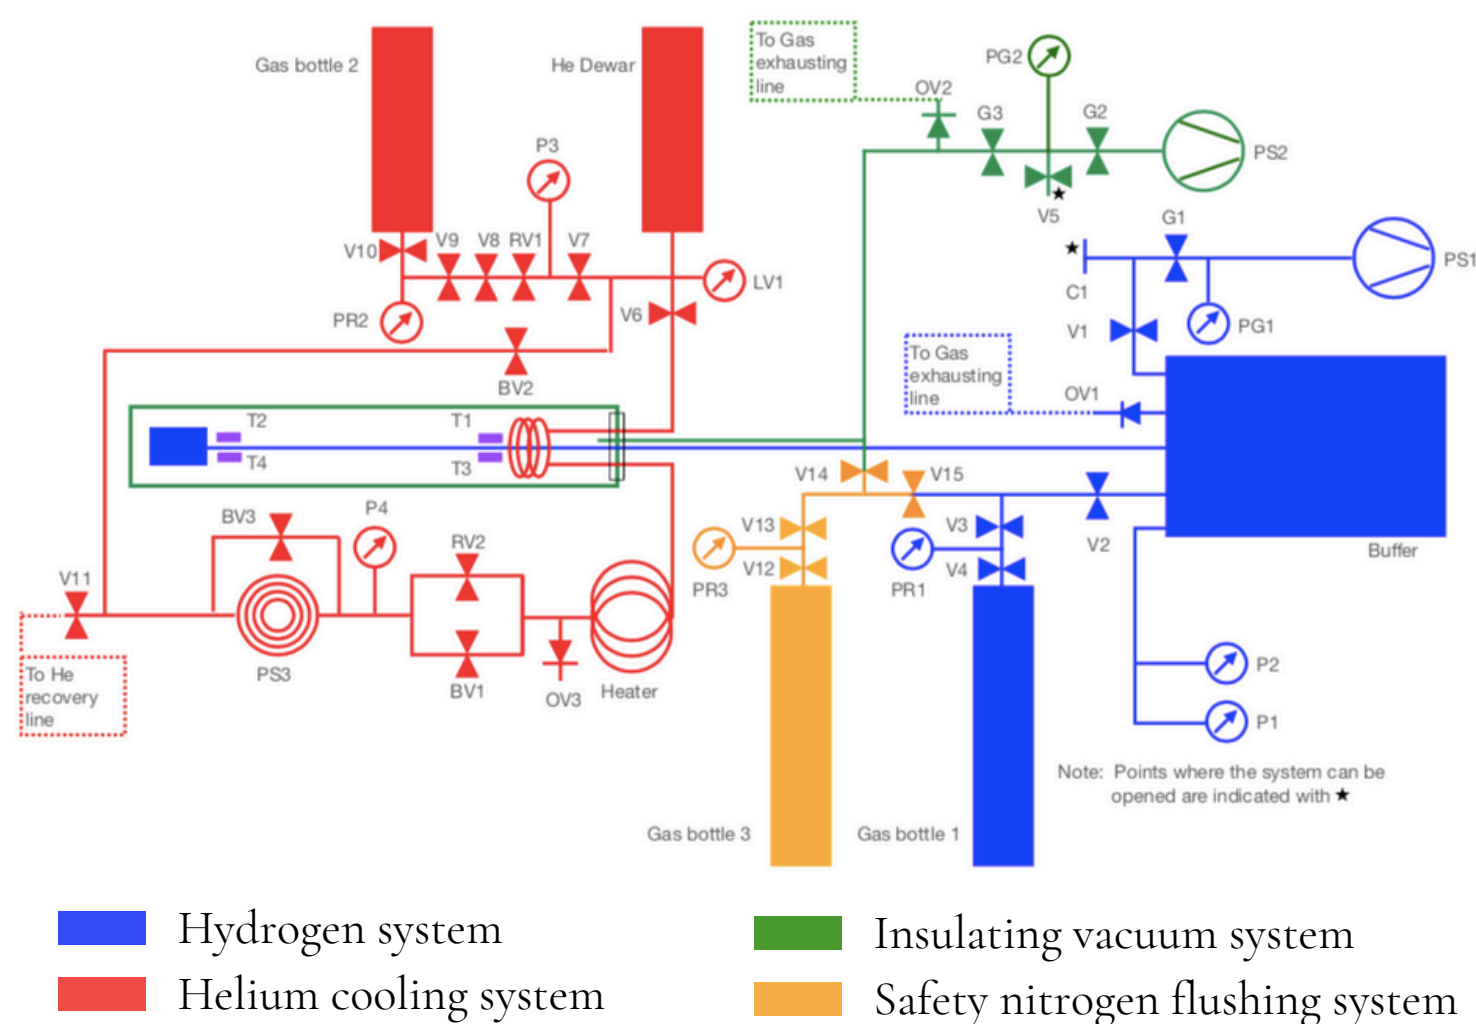 Gas bottle 2
He Dewar
To Gas
exhausting
line
PG2
OV2
G3
G2
PS2
V5
P3
V10
V9
V8
RV1
V7
LV1
PR2
V6
BV2
G1
C1
PS1
V1
PG1
To Gas
exhausting
line
OV1
T2
T1
T4
T3
V14
V15
BV3
P4
RV2
V13
V3
V2
Buffer
V11
PR3
V12
PR1
V4
To He
recovery
line
PS3
BV1
OV3
Heater
P2
P1
Note: Points where the system can be
opened are indicated with ★
Gas bottle 3
Gas bottle 1
Hydrogen system
Insulating vacuum system
Helium cooling system
Safety nitrogen flushing system